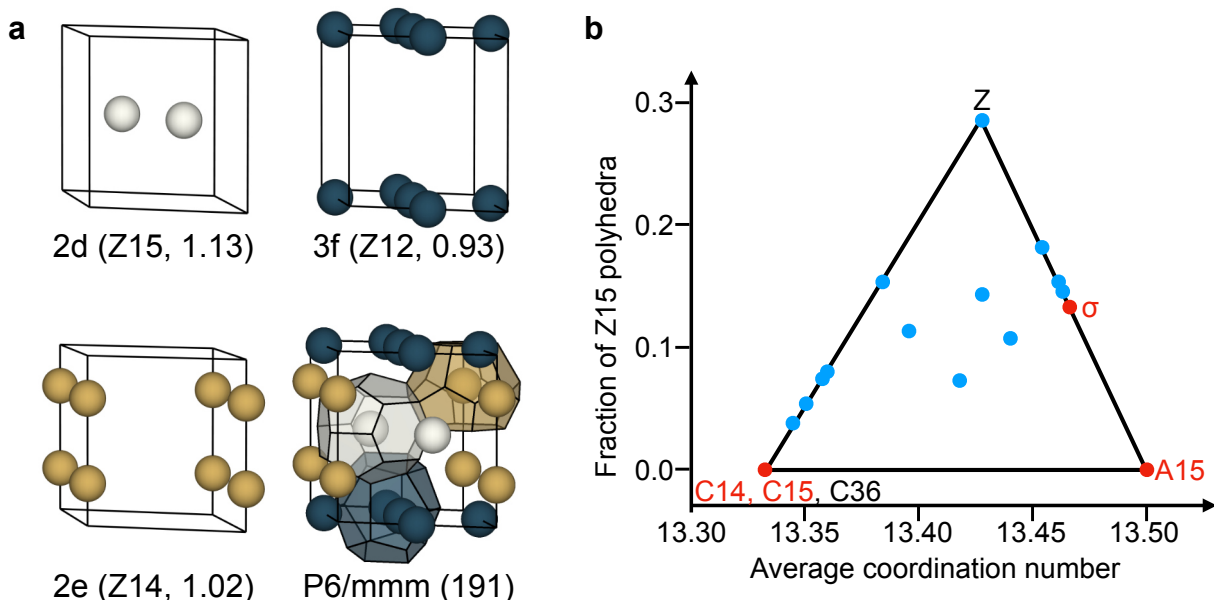 a
2d (Z15, 1.13)
3f (Z12, 0.93)
2e (Z14, 1.02)
P6/mmm (191)
b
Fraction of Z15 polyhedra
0.3
0.2
0.1
0.0
Z
σ
A15
C14, C15, C36
13.30 13.35 13.40 13.45 13.50
Average coordination number